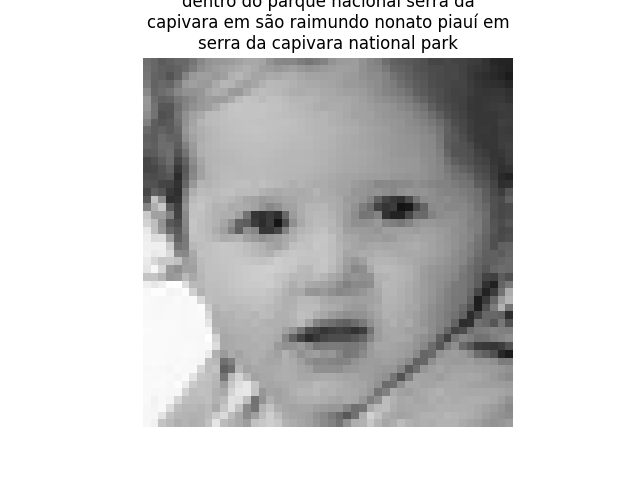 dentro do parque nacional serra da
capivara em são raimundo nonato piauí em
serra da capivara national park